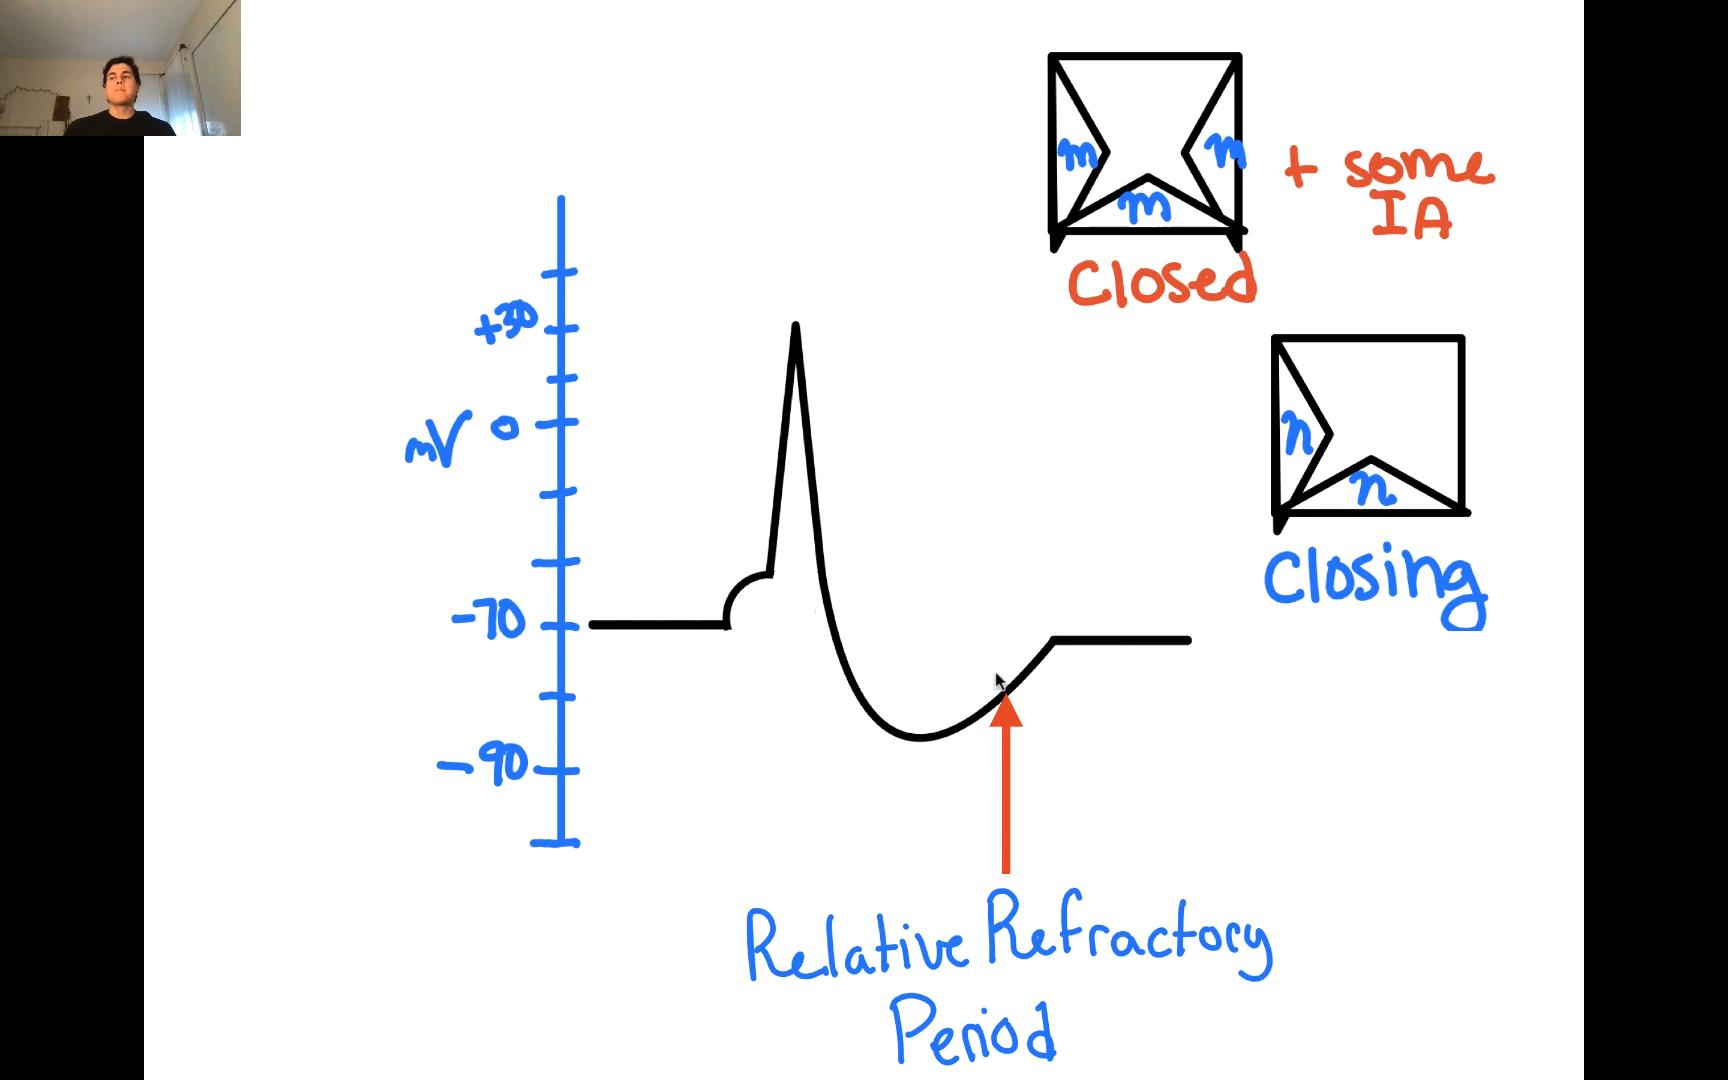 m
m
m
+ some
IA
Closed
+30
mV
0
n
n
Closing
-70
-90
Relative Refractory
Period